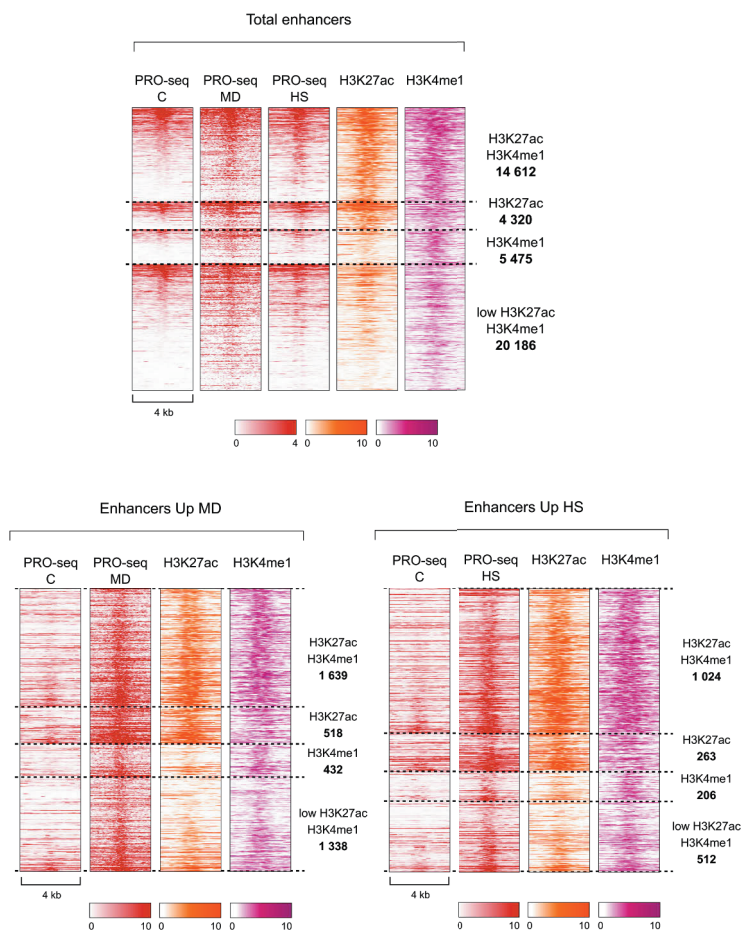 Total enhancers
PRO-seq C
PRO-seq MD
PRO-seq HS
H3K27ac
H3K4me1
H3K27ac
H3K4me1
14 612
H3K27ac
4 320
H3K4me1
5 475
low H3K27ac
H3K4me1
20 186
4 kb
0 4
0 10
0 10
Enhancers Up MD
PRO-seq C
PRO-seq MD
H3K27ac
H3K4me1
H3K27ac
H3K4me1
1 639
H3K27ac
518
H3K4me1
432
low H3K27ac
H3K4me1
1 338
4 kb
0 10
0 10
0 10
Enhancers Up HS
PRO-seq C
PRO-seq HS
H3K27ac
H3K4me1
H3K27ac
H3K4me1
1 024
H3K27ac
263
H3K4me1
206
low H3K27ac
H3K4me1
512
4 kb
0 10
0 10
0 10